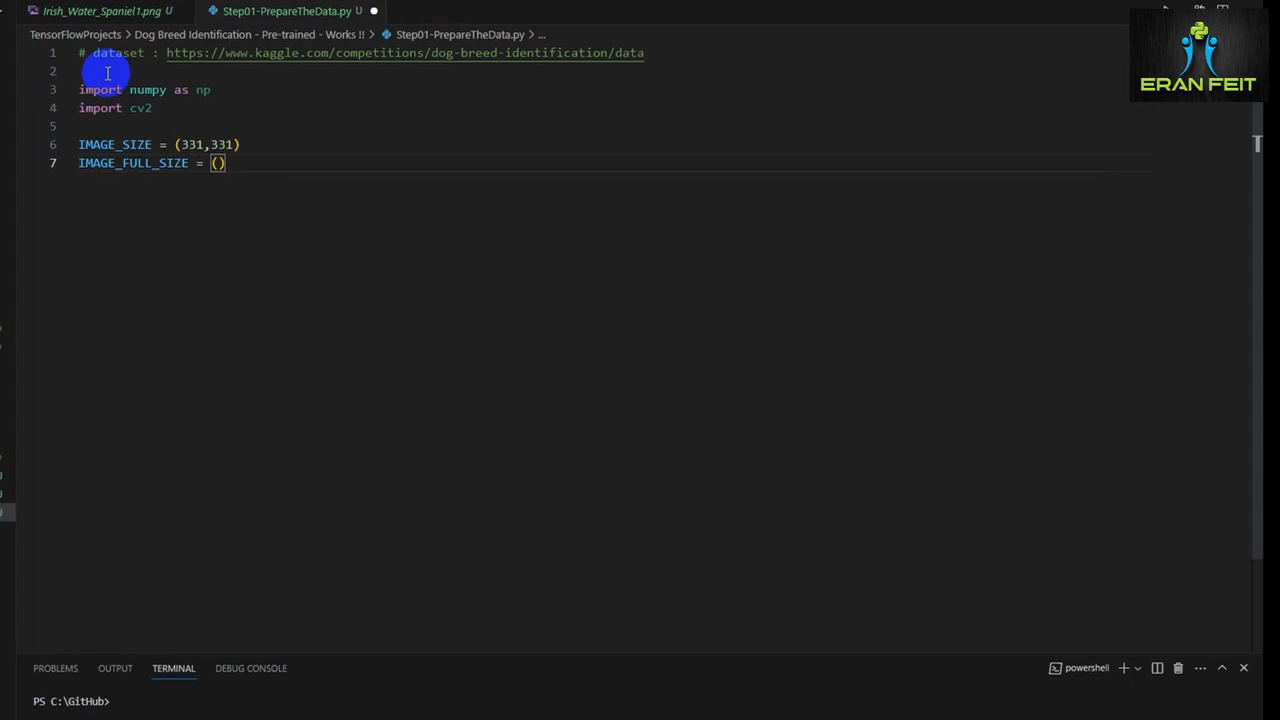 Irish_Water_Spaniel1.png U
Step01-PrepareTheData.py U
TensorFlowProjects > Dog Breed Identification - Pre-trained - Works !! > Step01-PrepareTheData.py > ...
1 # dataset : https://www.kaggle.com/competitions/dog-breed-identification/data
2
3 import numpy as np
4 import cv2
5
6 IMAGE_SIZE = (331,331)
7 IMAGE_FULL_SIZE = ()
ERAN FEIT
PROBLEMS OUTPUT TERMINAL DEBUG CONSOLE
powershell
PS C:\GitHub>